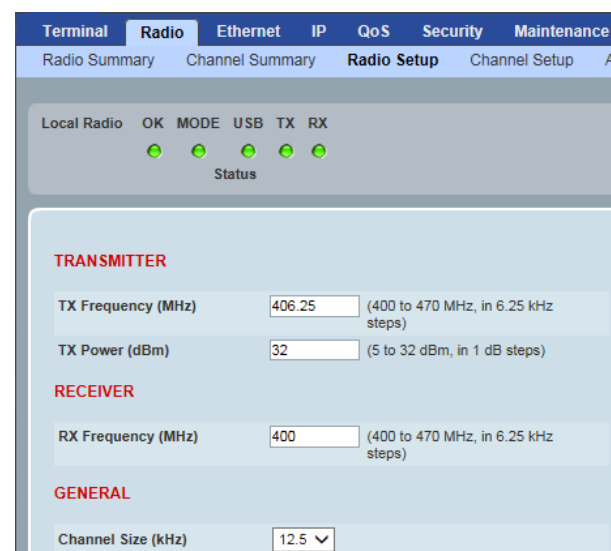 Terminal Radio Ethernet IP QoS Security Maintenance
Radio Summary Channel Summary Radio Setup Channel Setup
Local Radio OK MODE USB TX RX
Status
TRANSMITTER
TX Frequency (MHz) 406.25 (400 to 470 MHz, in 6.25 kHz
steps)
TX Power (dBm) 32 (5 to 32 dBm, in 1 dB steps)
RECEIVER
RX Frequency (MHz) 400 (400 to 470 MHz, in 6.25 kHz
steps)
GENERAL
Channel Size (kHz) 12.5